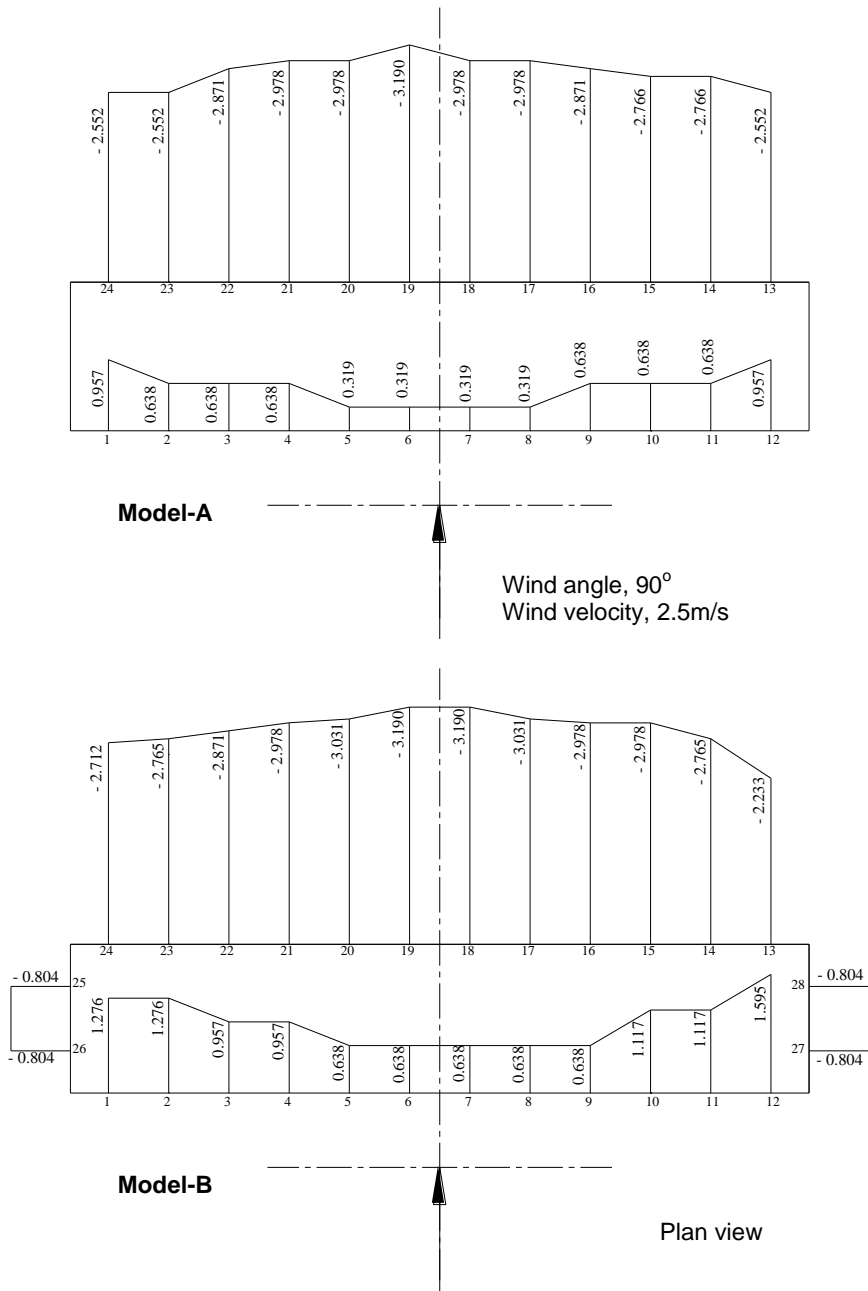 - 2.552 - 2.552 - 2.871 - 2.978 - 2.978 - 3.190 - 2.978 - 2.978 - 2.871 - 2.766 - 2.766 - 2.552
24 23 22 21 20 19 18 17 16 15 14 13
0.957 0.638 0.638 0.638 0.319 0.319 0.319 0.319 0.638 0.638 0.638 0.957
1 2 3 4 5 6 7 8 9 10 11 12
Model-A
Wind angle, 90°
Wind velocity, 2.5m/s
- 2.712 - 2.765 - 2.871 - 2.978 - 3.031 - 3.190 - 3.190 - 3.031 - 2.978 - 2.978 - 2.765 - 2.233
24 23 22 21 20 19 18 17 16 15 14 13
- 0.804 25 28 - 0.804
1.276 1.276 0.957 0.957 0.638 0.638 0.638 0.638 0.638 1.117 1.117 1.595
- 0.804 26 27 - 0.804
1 2 3 4 5 6 7 8 9 10 11 12
Model-B
Plan view